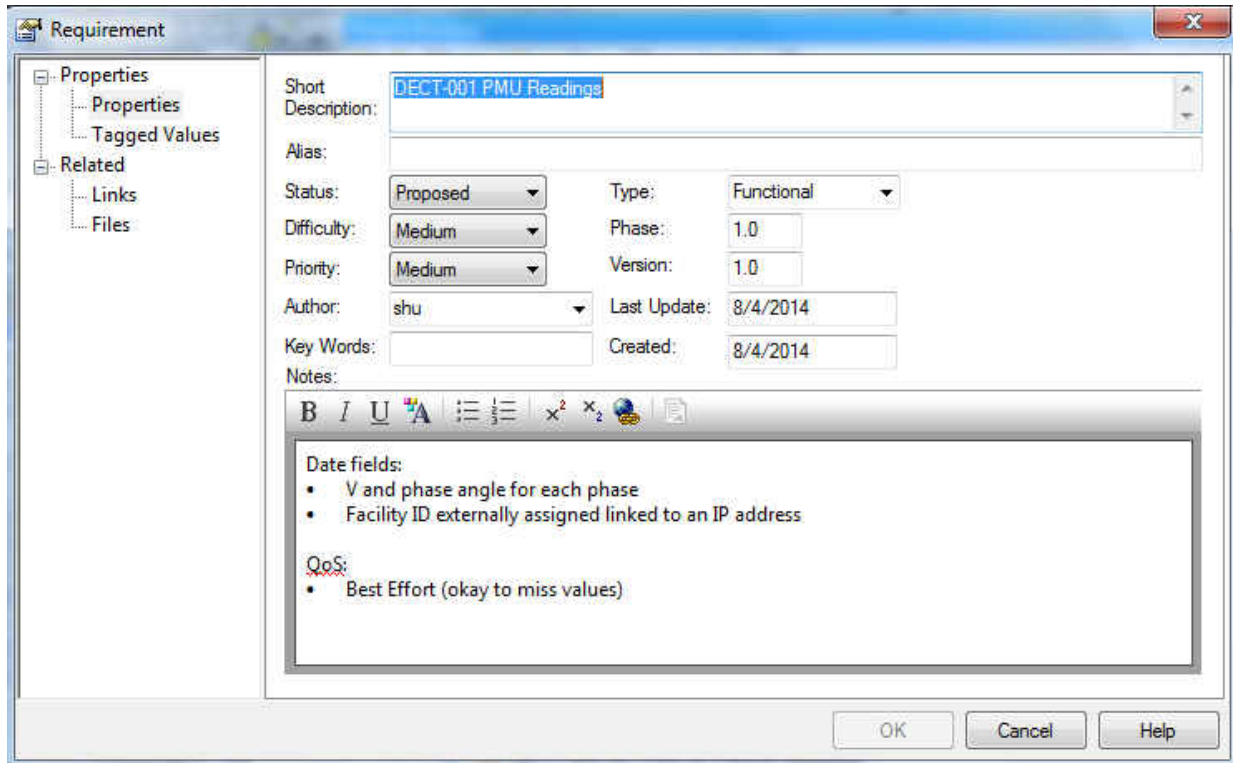 Requirement
Properties
Properties
Tagged Values
Related
Links
Files
Short
Description:
DECT-001 PMU Readings
Alias:
Status: Proposed Type: Functional
Difficulty: Medium Phase: 1.0
Priority: Medium Version: 1.0
Author: shu Last Update: 8/4/2014
Key Words: Created: 8/4/2014
Notes:
B I U A x² x₂
Date fields:
• V and phase angle for each phase
• Facility ID externally assigned linked to an IP address
QoS:
• Best Effort (okay to miss values)
OK Cancel Help